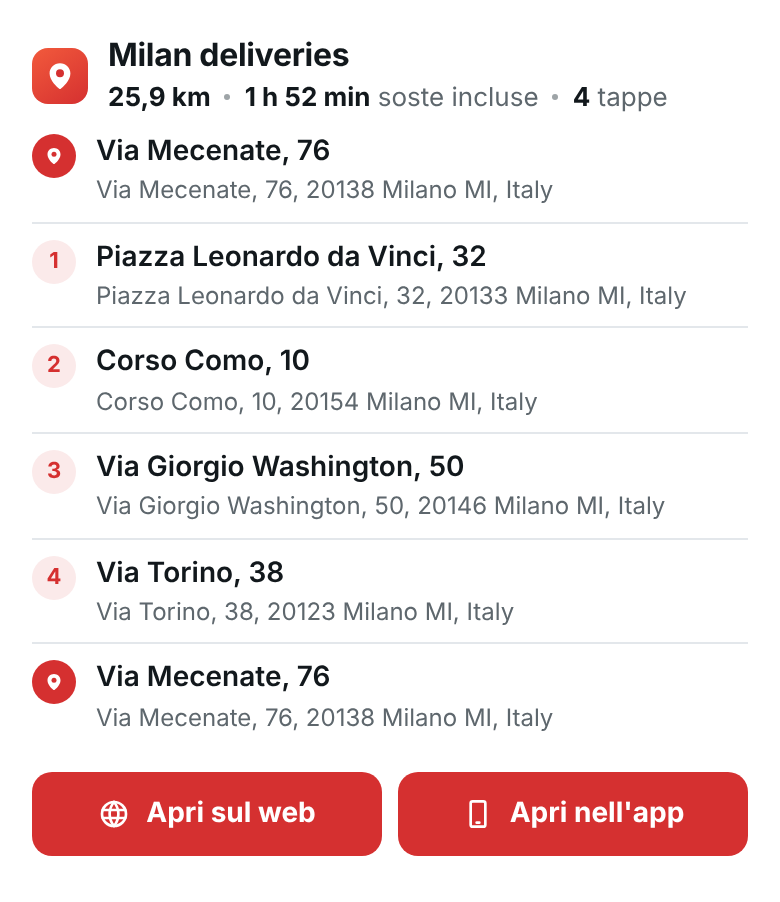 Milan deliveries
25,9 km • 1 h 52 min soste incluse • 4 tappe
Via Mecenate, 76
Via Mecenate, 76, 20138 Milano MI, Italy
1 Piazza Leonardo da Vinci, 32
Piazza Leonardo da Vinci, 32, 20133 Milano MI, Italy
2 Corso Como, 10
Corso Como, 10, 20154 Milano MI, Italy
3 Via Giorgio Washington, 50
Via Giorgio Washington, 50, 20146 Milano MI, Italy
4 Via Torino, 38
Via Torino, 38, 20123 Milano MI, Italy
Via Mecenate, 76
Via Mecenate, 76, 20138 Milano MI, Italy
Apri sul web
Apri nell'app